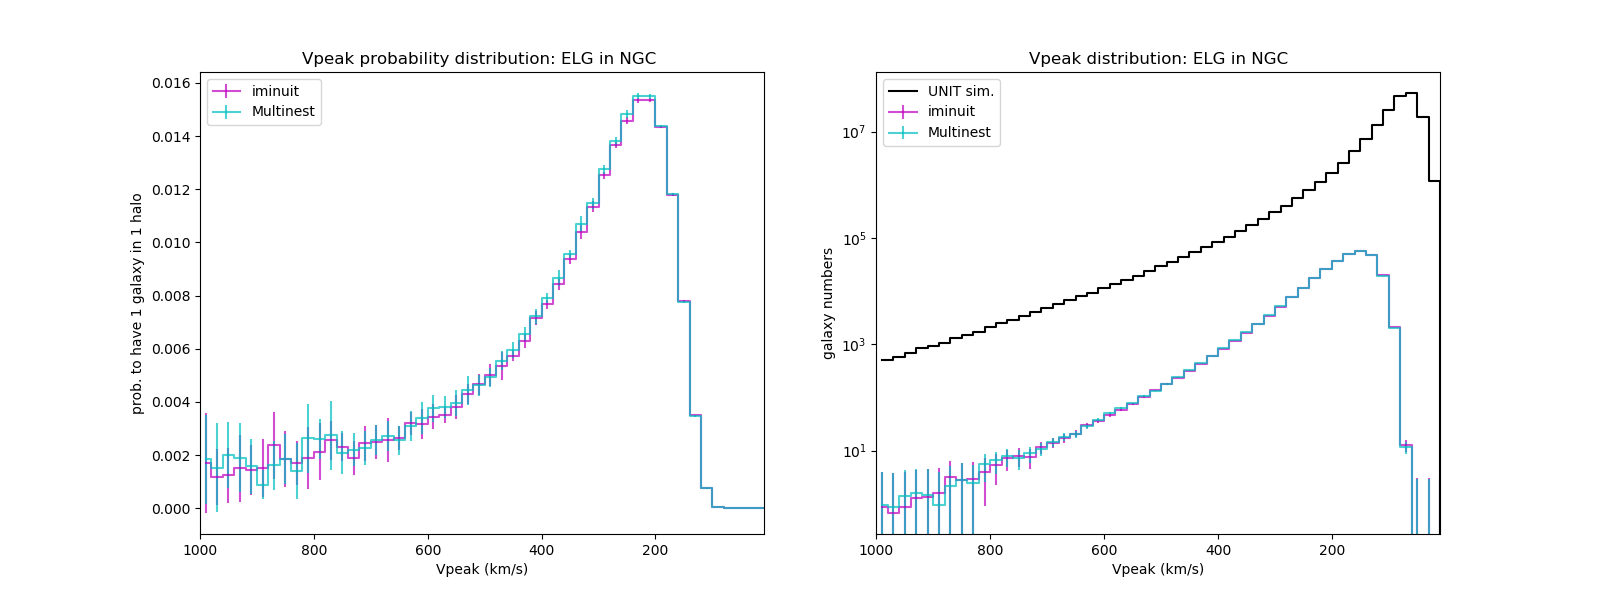 Vpeak probability distribution: ELG in NGC
iminuit
Multinest
prob. to have 1 galaxy in 1 halo
0.016
0.014
0.012
0.010
0.008
0.006
0.004
0.002
0.000
1000 800 600 400 200
Vpeak (km/s)
Vpeak distribution: ELG in NGC
UNIT sim.
iminuit
Multinest
galaxy numbers
10^7
10^5
10^3
10^1
1000 800 600 400 200
Vpeak (km/s)